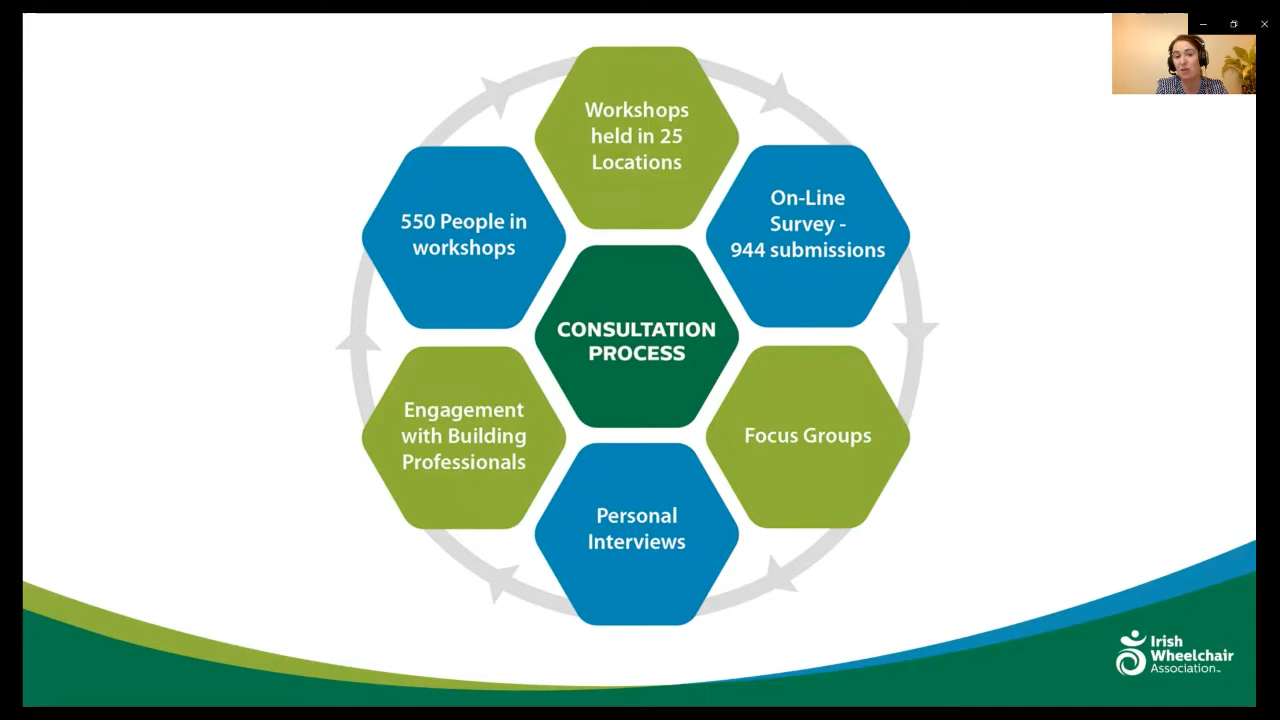 Workshops
held in 25
Locations
On-Line
Survey -
944 submissions
550 People in
workshops
CONSULTATION
PROCESS
Engagement
with Building
Professionals
Focus Groups
Personal
Interviews
Irish
Wheelchair
Association